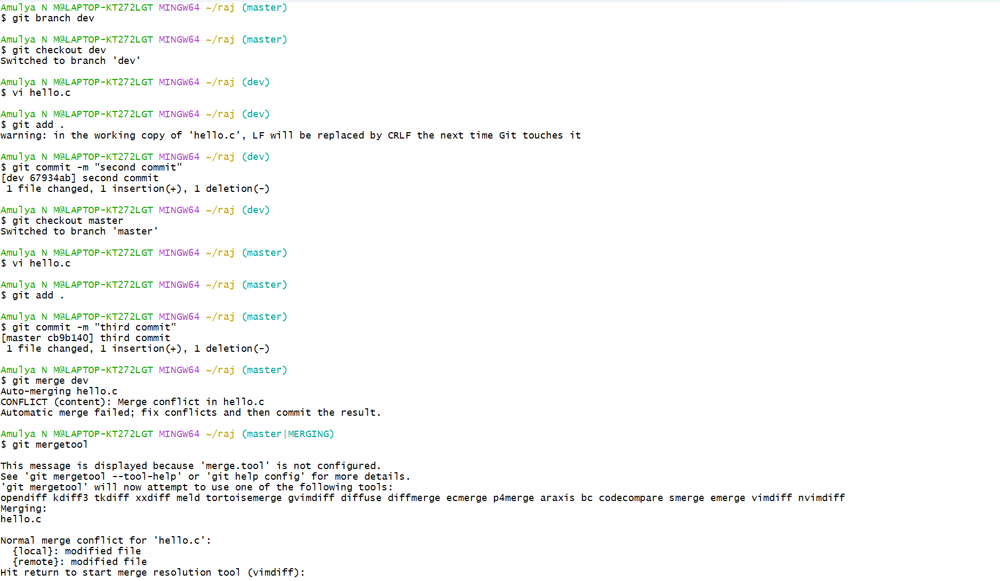 Amulya N M@LAPTOP-KT272LGT MINGW64 ~/raj (master)
$ git branch dev
Amulya N M@LAPTOP-KT272LGT MINGW64 ~/raj (master)
$ git checkout dev
Switched to branch 'dev'
Amulya N M@LAPTOP-KT272LGT MINGW64 ~/raj (dev)
$ vi hello.c
Amulya N M@LAPTOP-KT272LGT MINGW64 ~/raj (dev)
$ git add .
warning: in the working copy of 'hello.c', LF will be replaced by CRLF the next time Git touches it
Amulya N M@LAPTOP-KT272LGT MINGW64 ~/raj (dev)
$ git commit -m "second commit"
[dev 67934ab] second commit
 1 file changed, 1 insertion(+), 1 deletion(-)
Amulya N M@LAPTOP-KT272LGT MINGW64 ~/raj (dev)
$ git checkout master
Switched to branch 'master'
Amulya N M@LAPTOP-KT272LGT MINGW64 ~/raj (master)
$ vi hello.c
Amulya N M@LAPTOP-KT272LGT MINGW64 ~/raj (master)
$ git add .
Amulya N M@LAPTOP-KT272LGT MINGW64 ~/raj (master)
$ git commit -m "third commit"
[master cb9b140] third commit
 1 file changed, 1 insertion(+), 1 deletion(-)
Amulya N M@LAPTOP-KT272LGT MINGW64 ~/raj (master)
$ git merge dev
Auto-merging hello.c
CONFLICT (content): Merge conflict in hello.c
Automatic merge failed; fix conflicts and then commit the result.
Amulya N M@LAPTOP-KT272LGT MINGW64 ~/raj (master|MERGING)
$ git mergetool
This message is displayed because 'merge.tool' is not configured.
See 'git mergetool --tool-help' or 'git help config' for more details.
'git mergetool' will now attempt to use one of the following tools:
opendiff kdiff3 tkdiff xxdiff meld tortoisemerge gvimdiff diffuse diffmerge ecmerge p4merge araxis bc codecompare smerge emerge vimdiff nvimdiff
Merging:
hello.c
Normal merge conflict for 'hello.c':
  {local}: modified file
  {remote}: modified file
Hit return to start merge resolution tool (vimdiff):